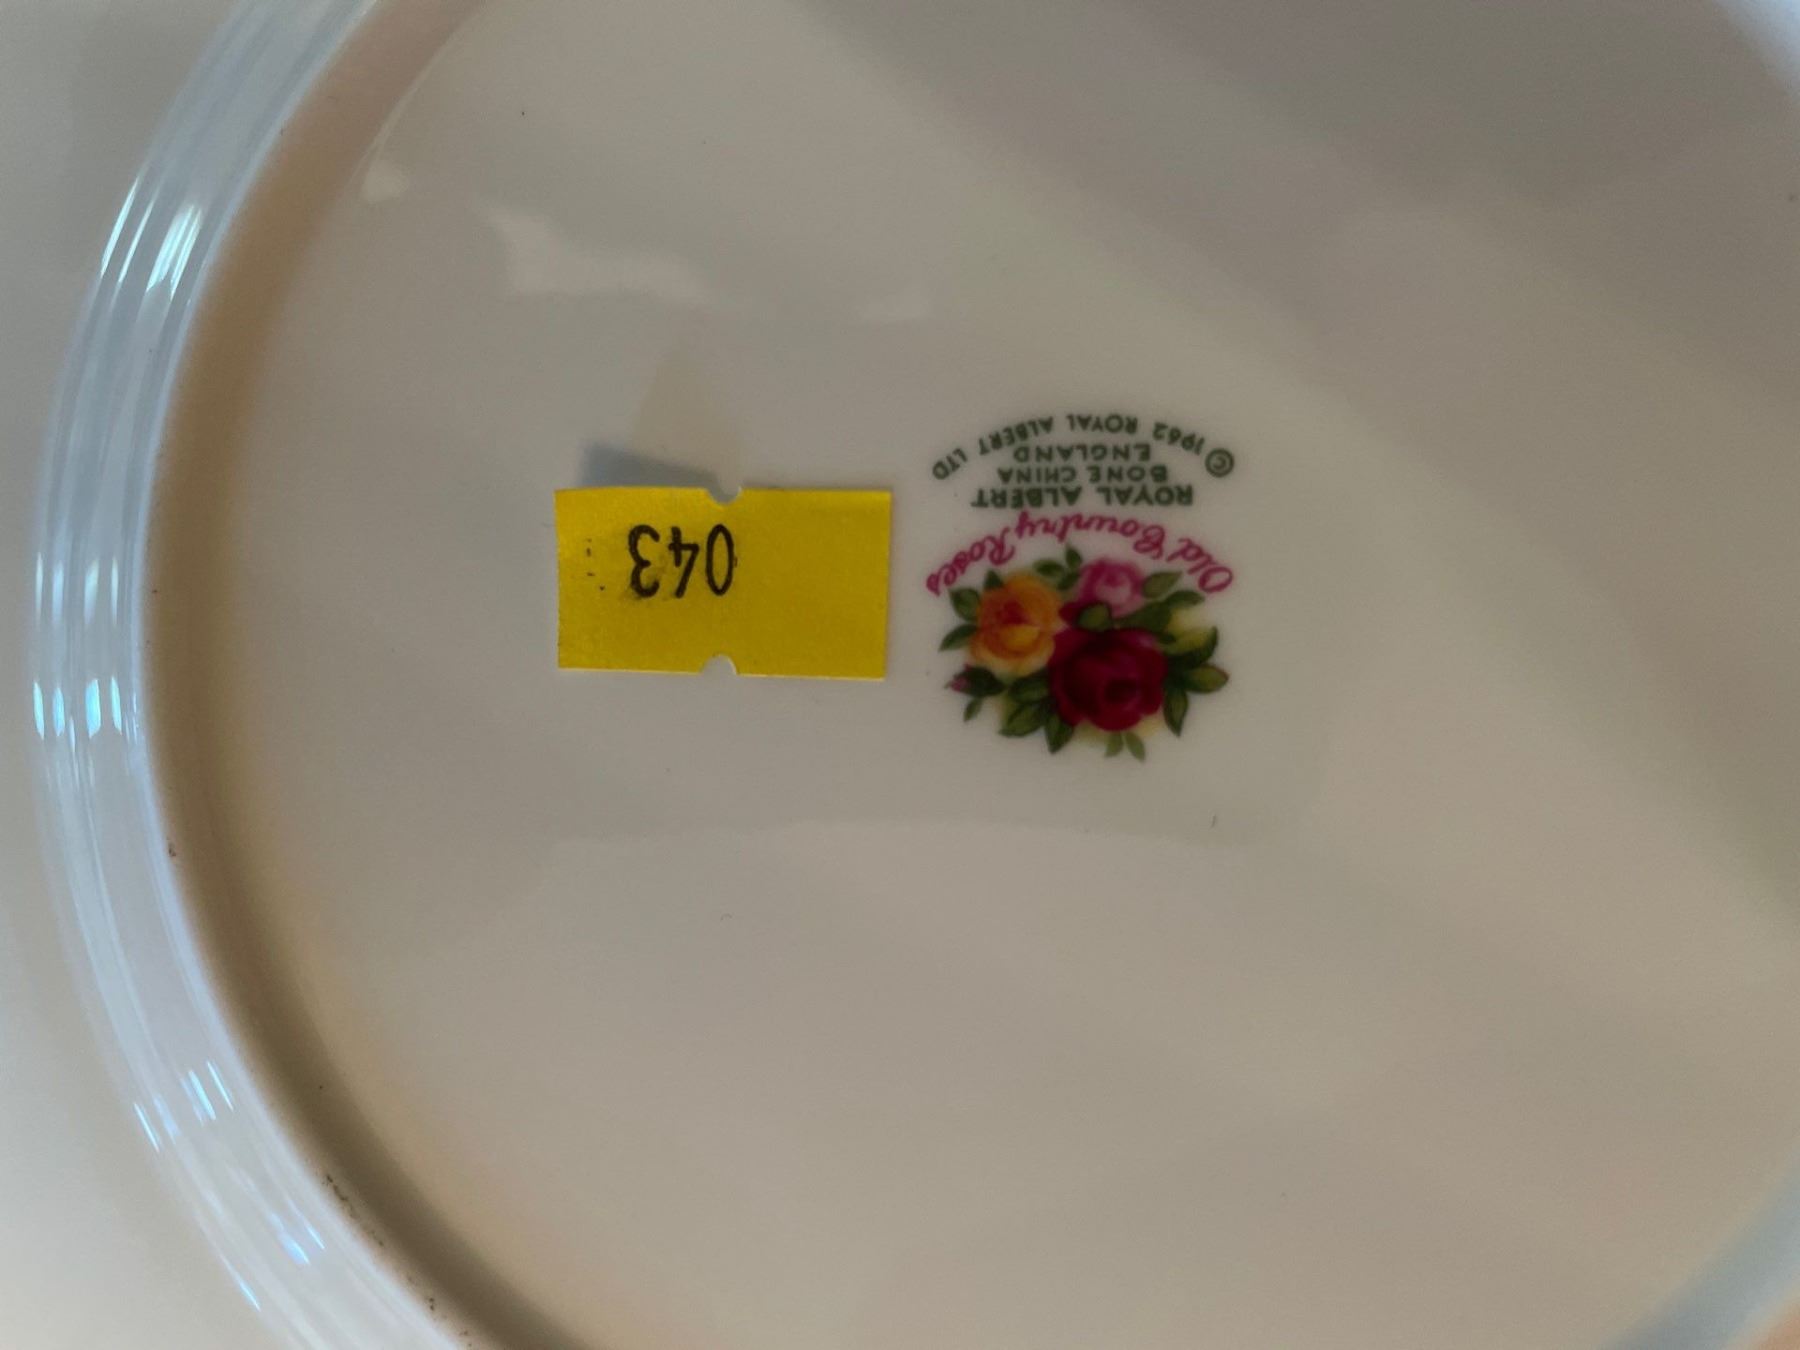 Old Country Roses
ROYAL ALBERT
BONE CHINA
ENGLAND
© 1962 ROYAL ALBERT LTD
043